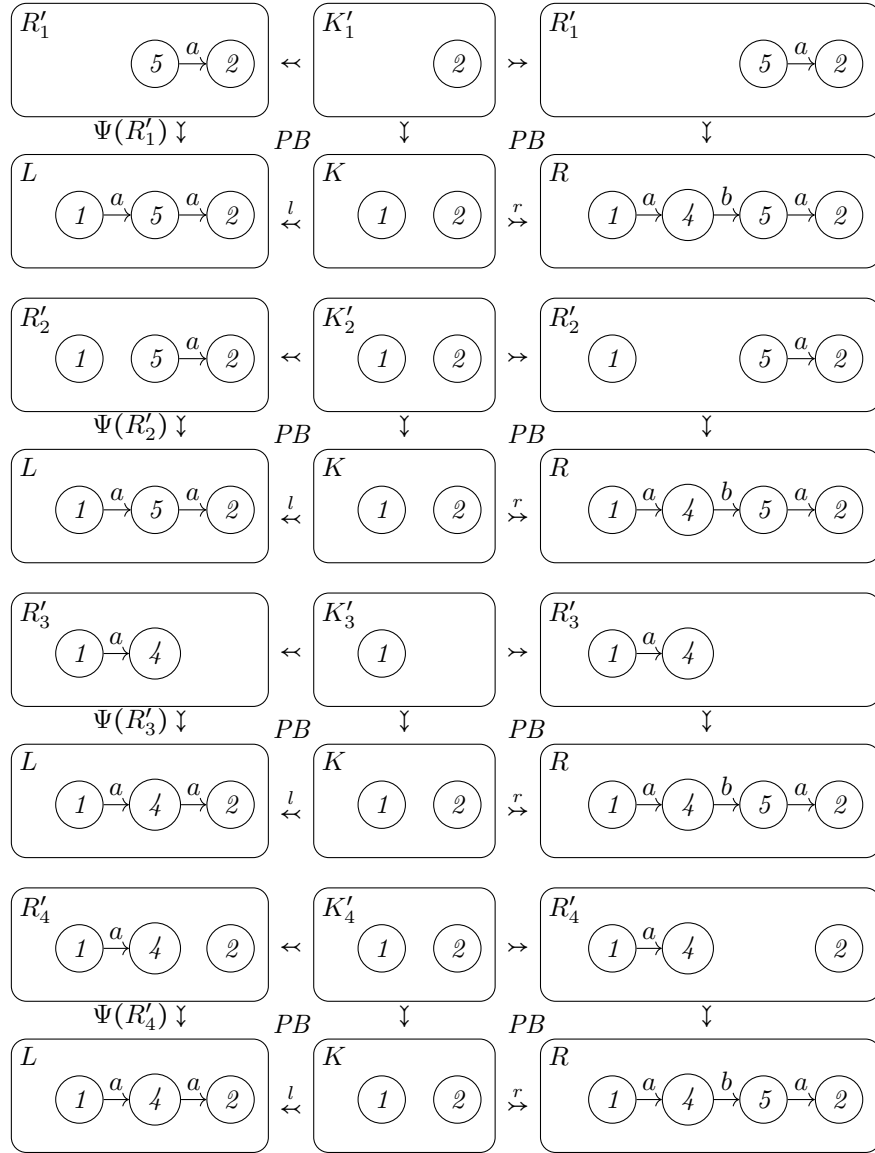 R′₁ K′₁ R′₁
5 a 2 2 5 a 2
Ψ(R′₁) PB PB
L K R
1 a 5 a 2 l 1 2 r 1 a 4 b 5 a 2
R′₂ K′₂ R′₂
1 5 a 2 1 2 1 5 a 2
Ψ(R′₂) PB PB
L K R
1 a 5 a 2 l 1 2 r 1 a 4 b 5 a 2
R′₃ K′₃ R′₃
1 a 4 1 1 a 4
Ψ(R′₃) PB PB
L K R
1 a 4 a 2 l 1 2 r 1 a 4 b 5 a 2
R′₄ K′₄ R′₄
1 a 4 2 1 2 1 a 4 2
Ψ(R′₄) PB PB
L K R
1 a 4 a 2 l 1 2 r 1 a 4 b 5 a 2